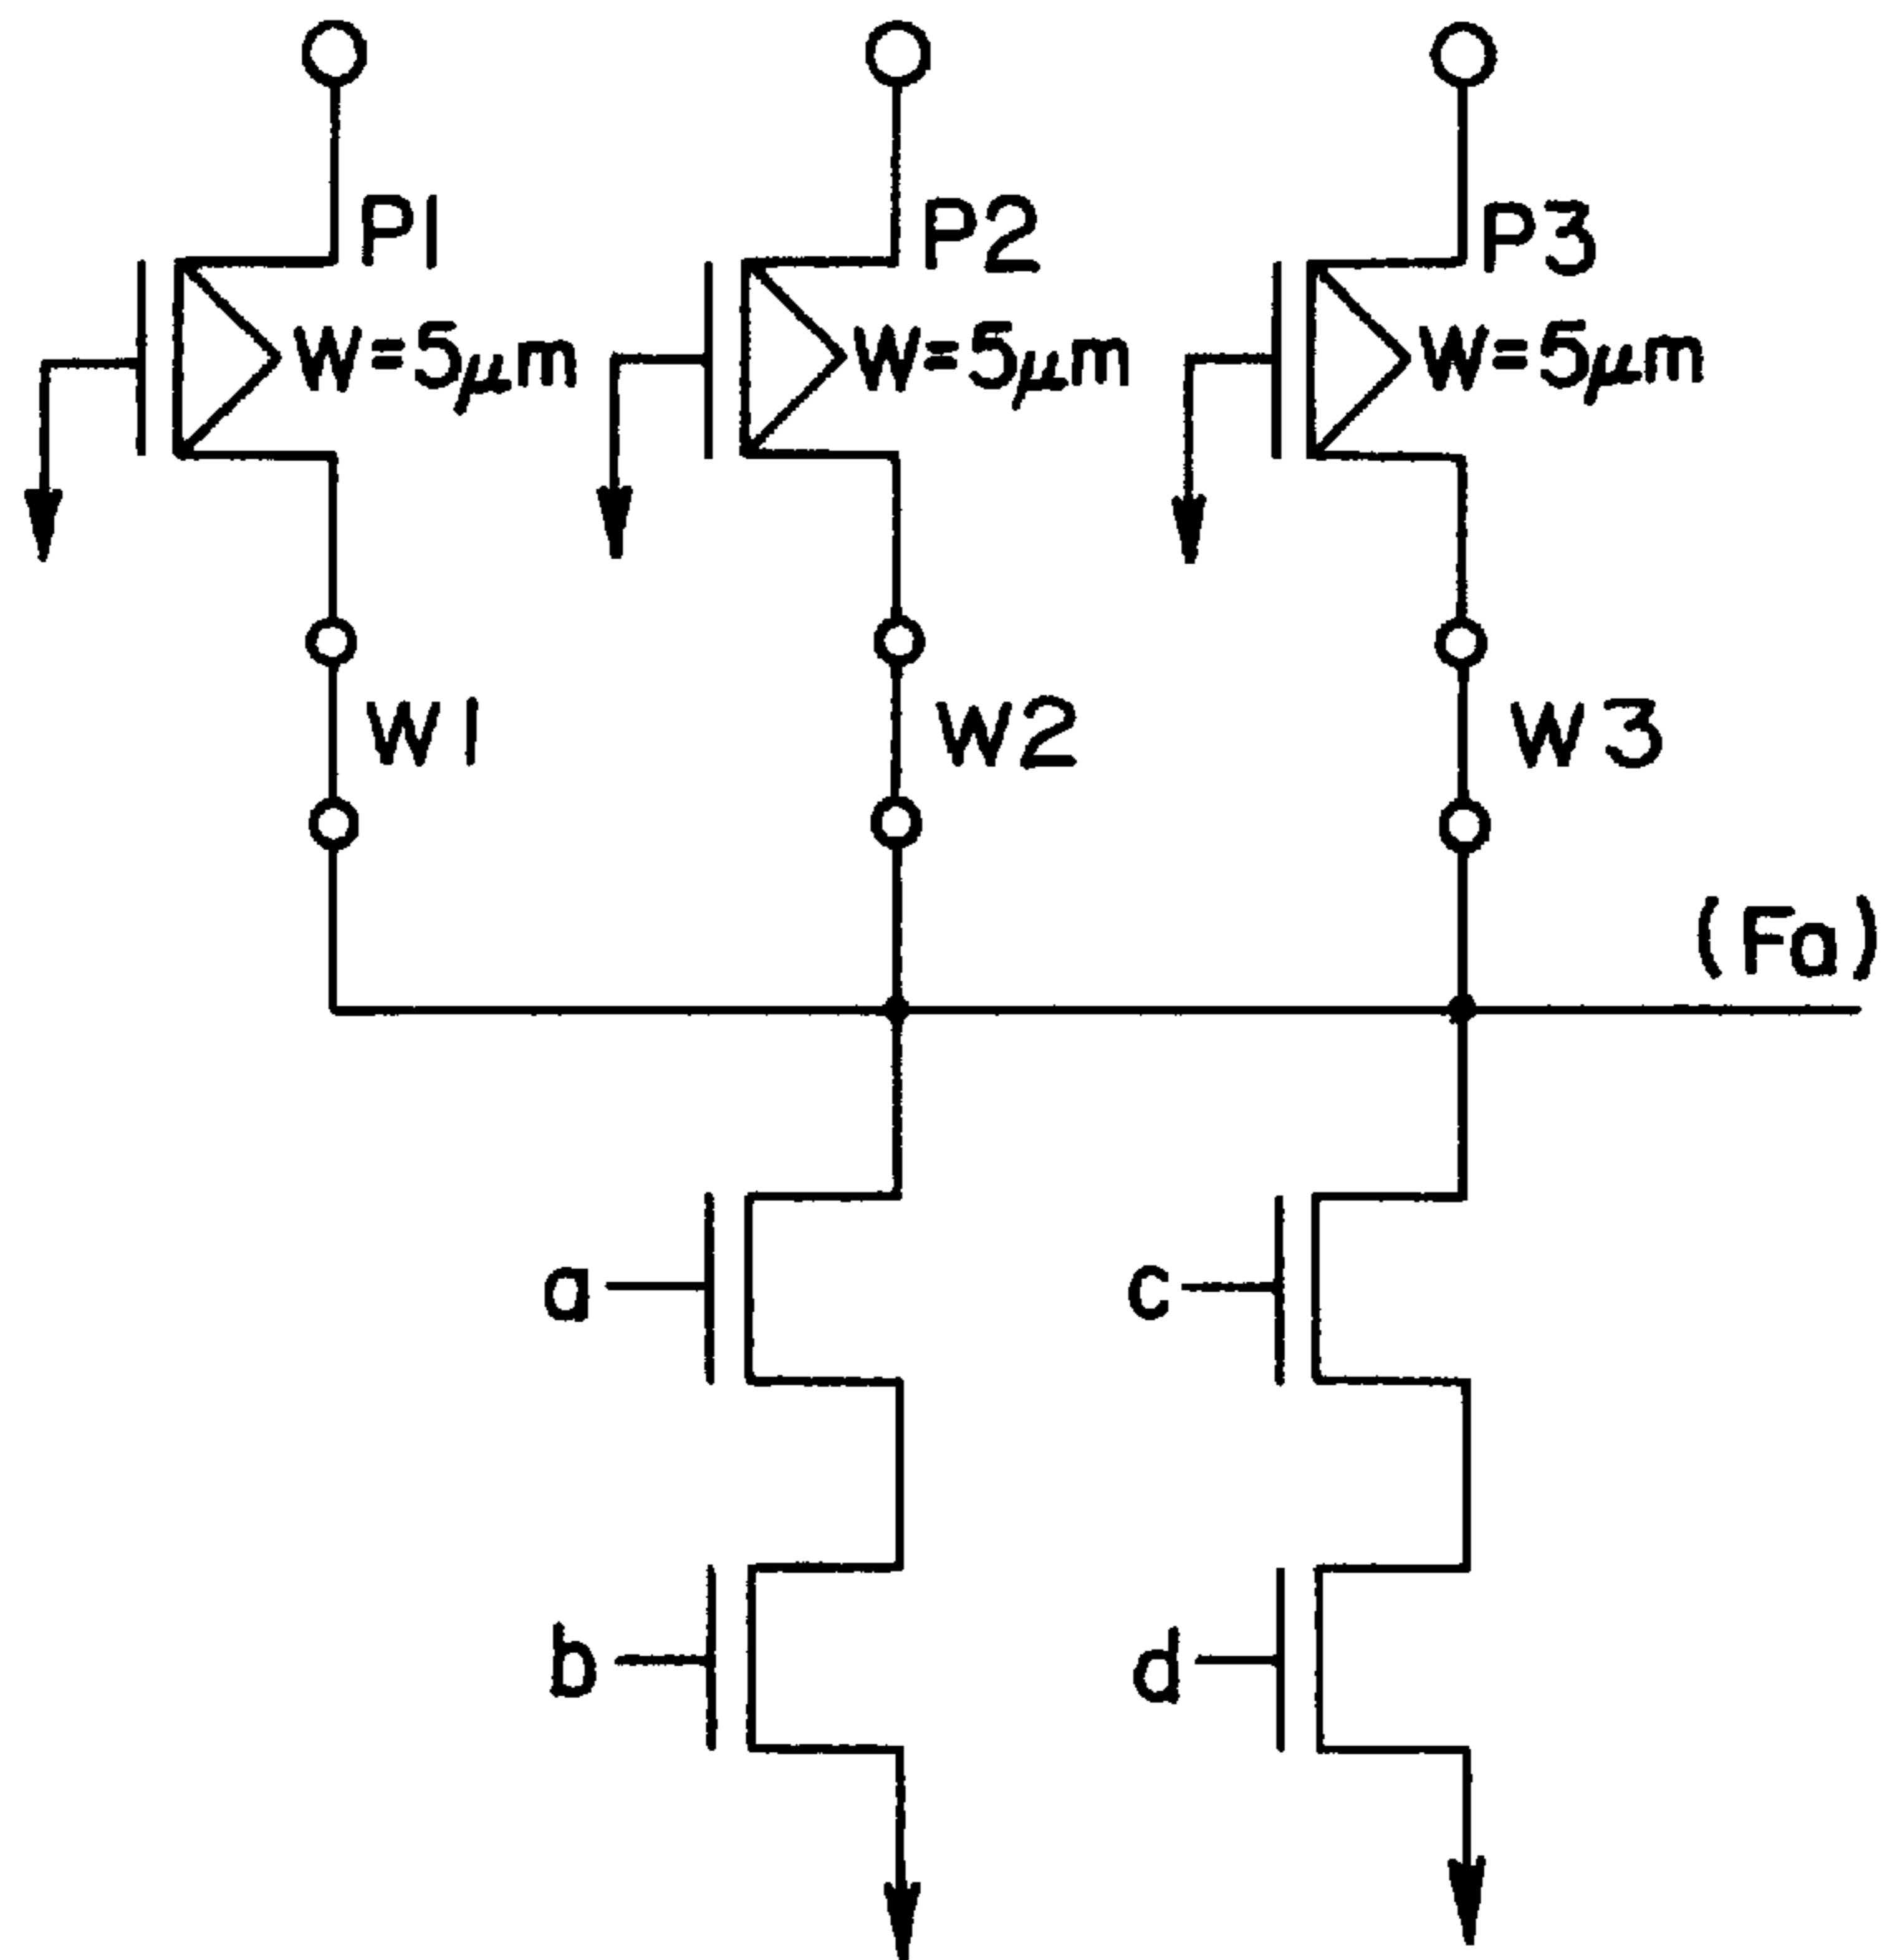 P1 P2 P3
W=5μm W=5μm W=5μm
W1 W2 W3
(Fa)
a c
b d